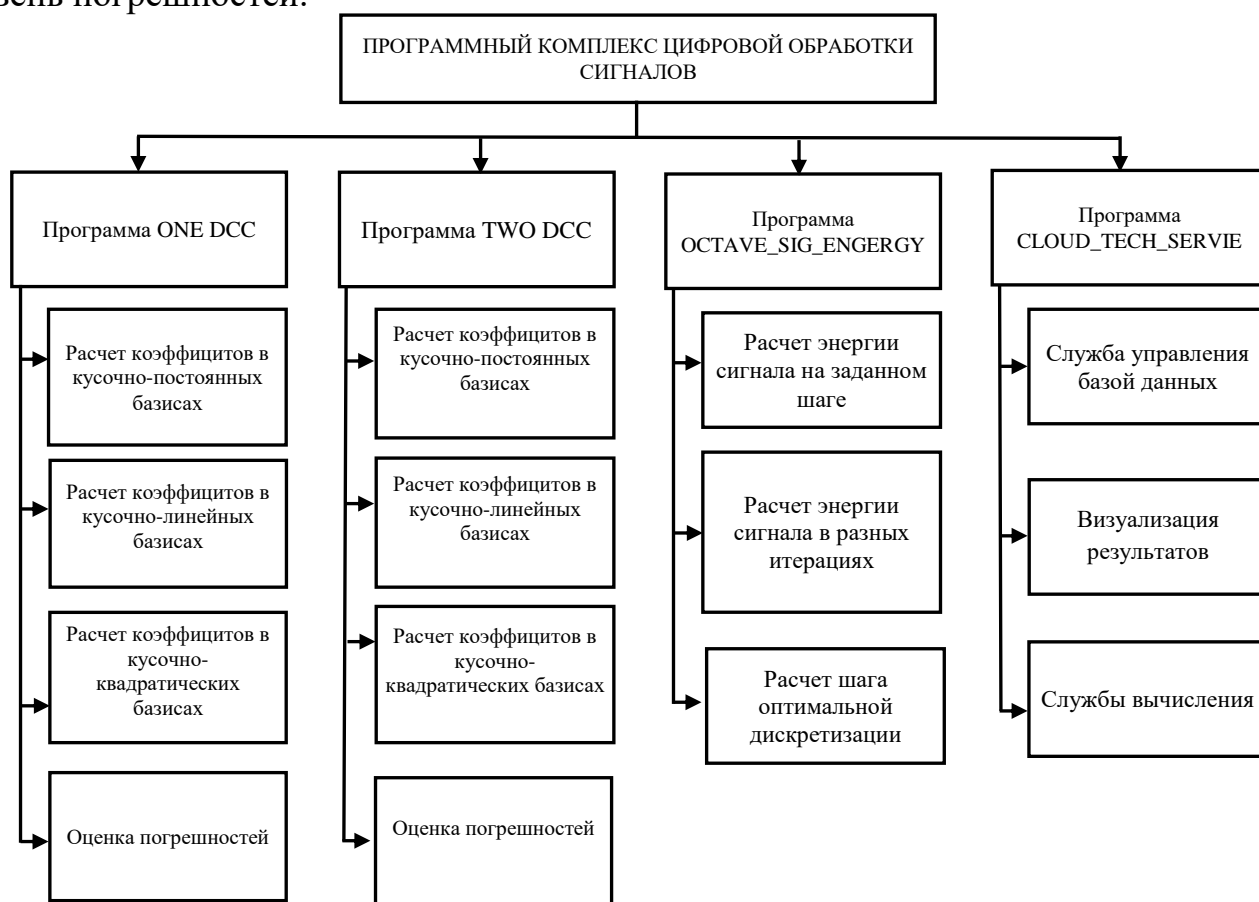 вень погрешностей.
ПРОГРАММНЫЙ КОМПЛЕКС ЦИФРОВОЙ ОБРАБОТКИ
СИГНАЛОВ
Программа ONE DCC
Расчет коэффицитов в
кусочно-постоянных
базисах
Расчет коэффицитов в
кусочно-линейных
базисах
Расчет коэффицитов в
кусочно-
квадратических
базисах
Оценка погрешностей
Программа TWO DCC
Расчет коэффицитов в
кусочно-постоянных
базисах
Расчет коэффицитов в
кусочно-линейных
базисах
Расчет коэффицитов в
кусочно-
квадратических базисах
Оценка погрешностей
Программа
OCTAVE_SIG_ENGERGY
Расчет энергии
сигнала на заданном
шаге
Расчет энергии
сигнала в разных
итерациях
Расчет шага
оптимальной
дискретизации
Программа
CLOUD_TECH_SERVIE
Служба управления
базой данных
Визуализация
результатов
Службы вычисления